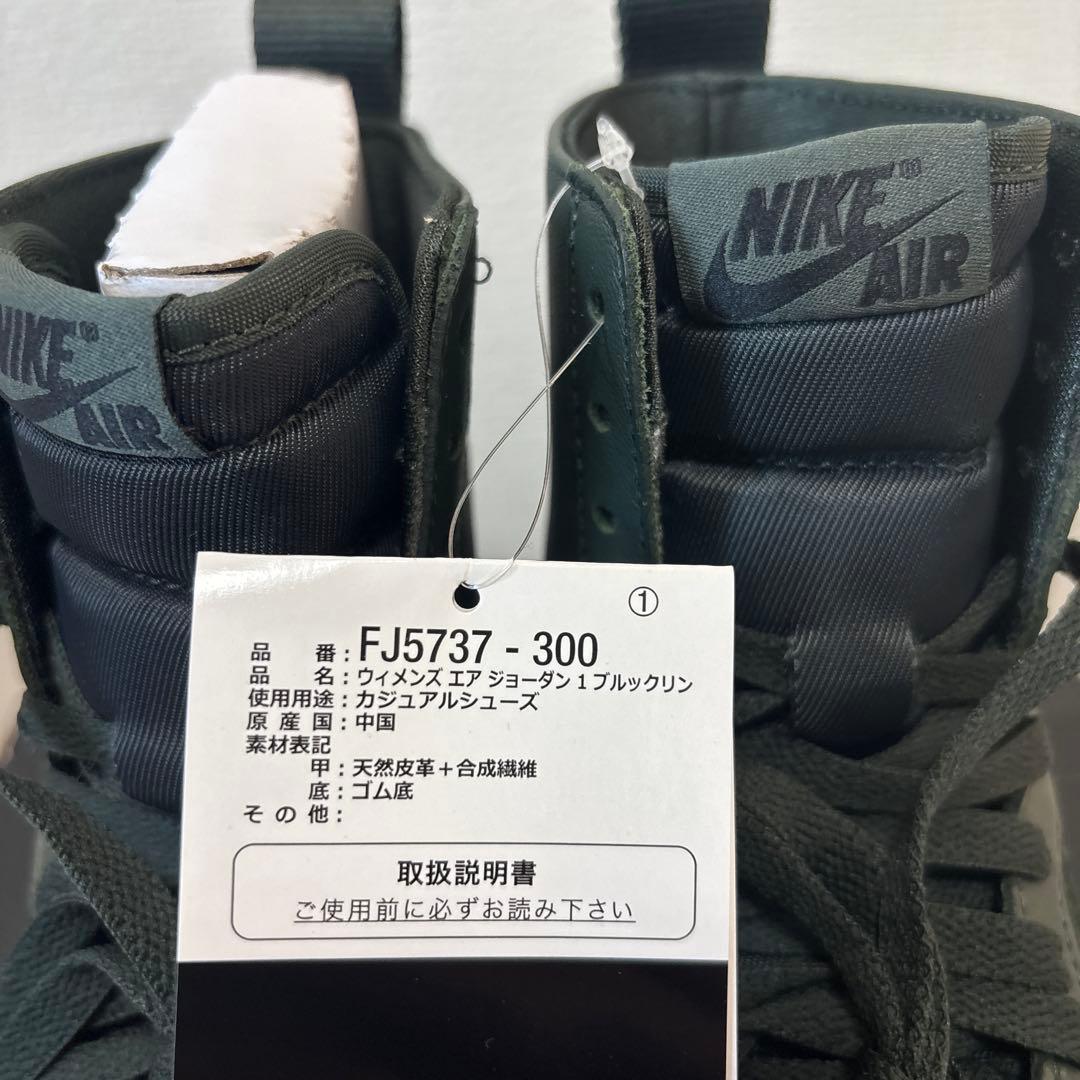 NIKE®
AIR
NIKE®
AIR
①
品 番 : FJ5737 - 300
品 名 : ウィメンズ エア ジョーダン 1 ブルックリン
使用用途 : カジュアルシューズ
原 産 国 : 中国
素材表記
甲 : 天然皮革＋合成繊維
底 : ゴム底
そ の 他 :
取扱説明書
ご使用前に必ずお読み下さい